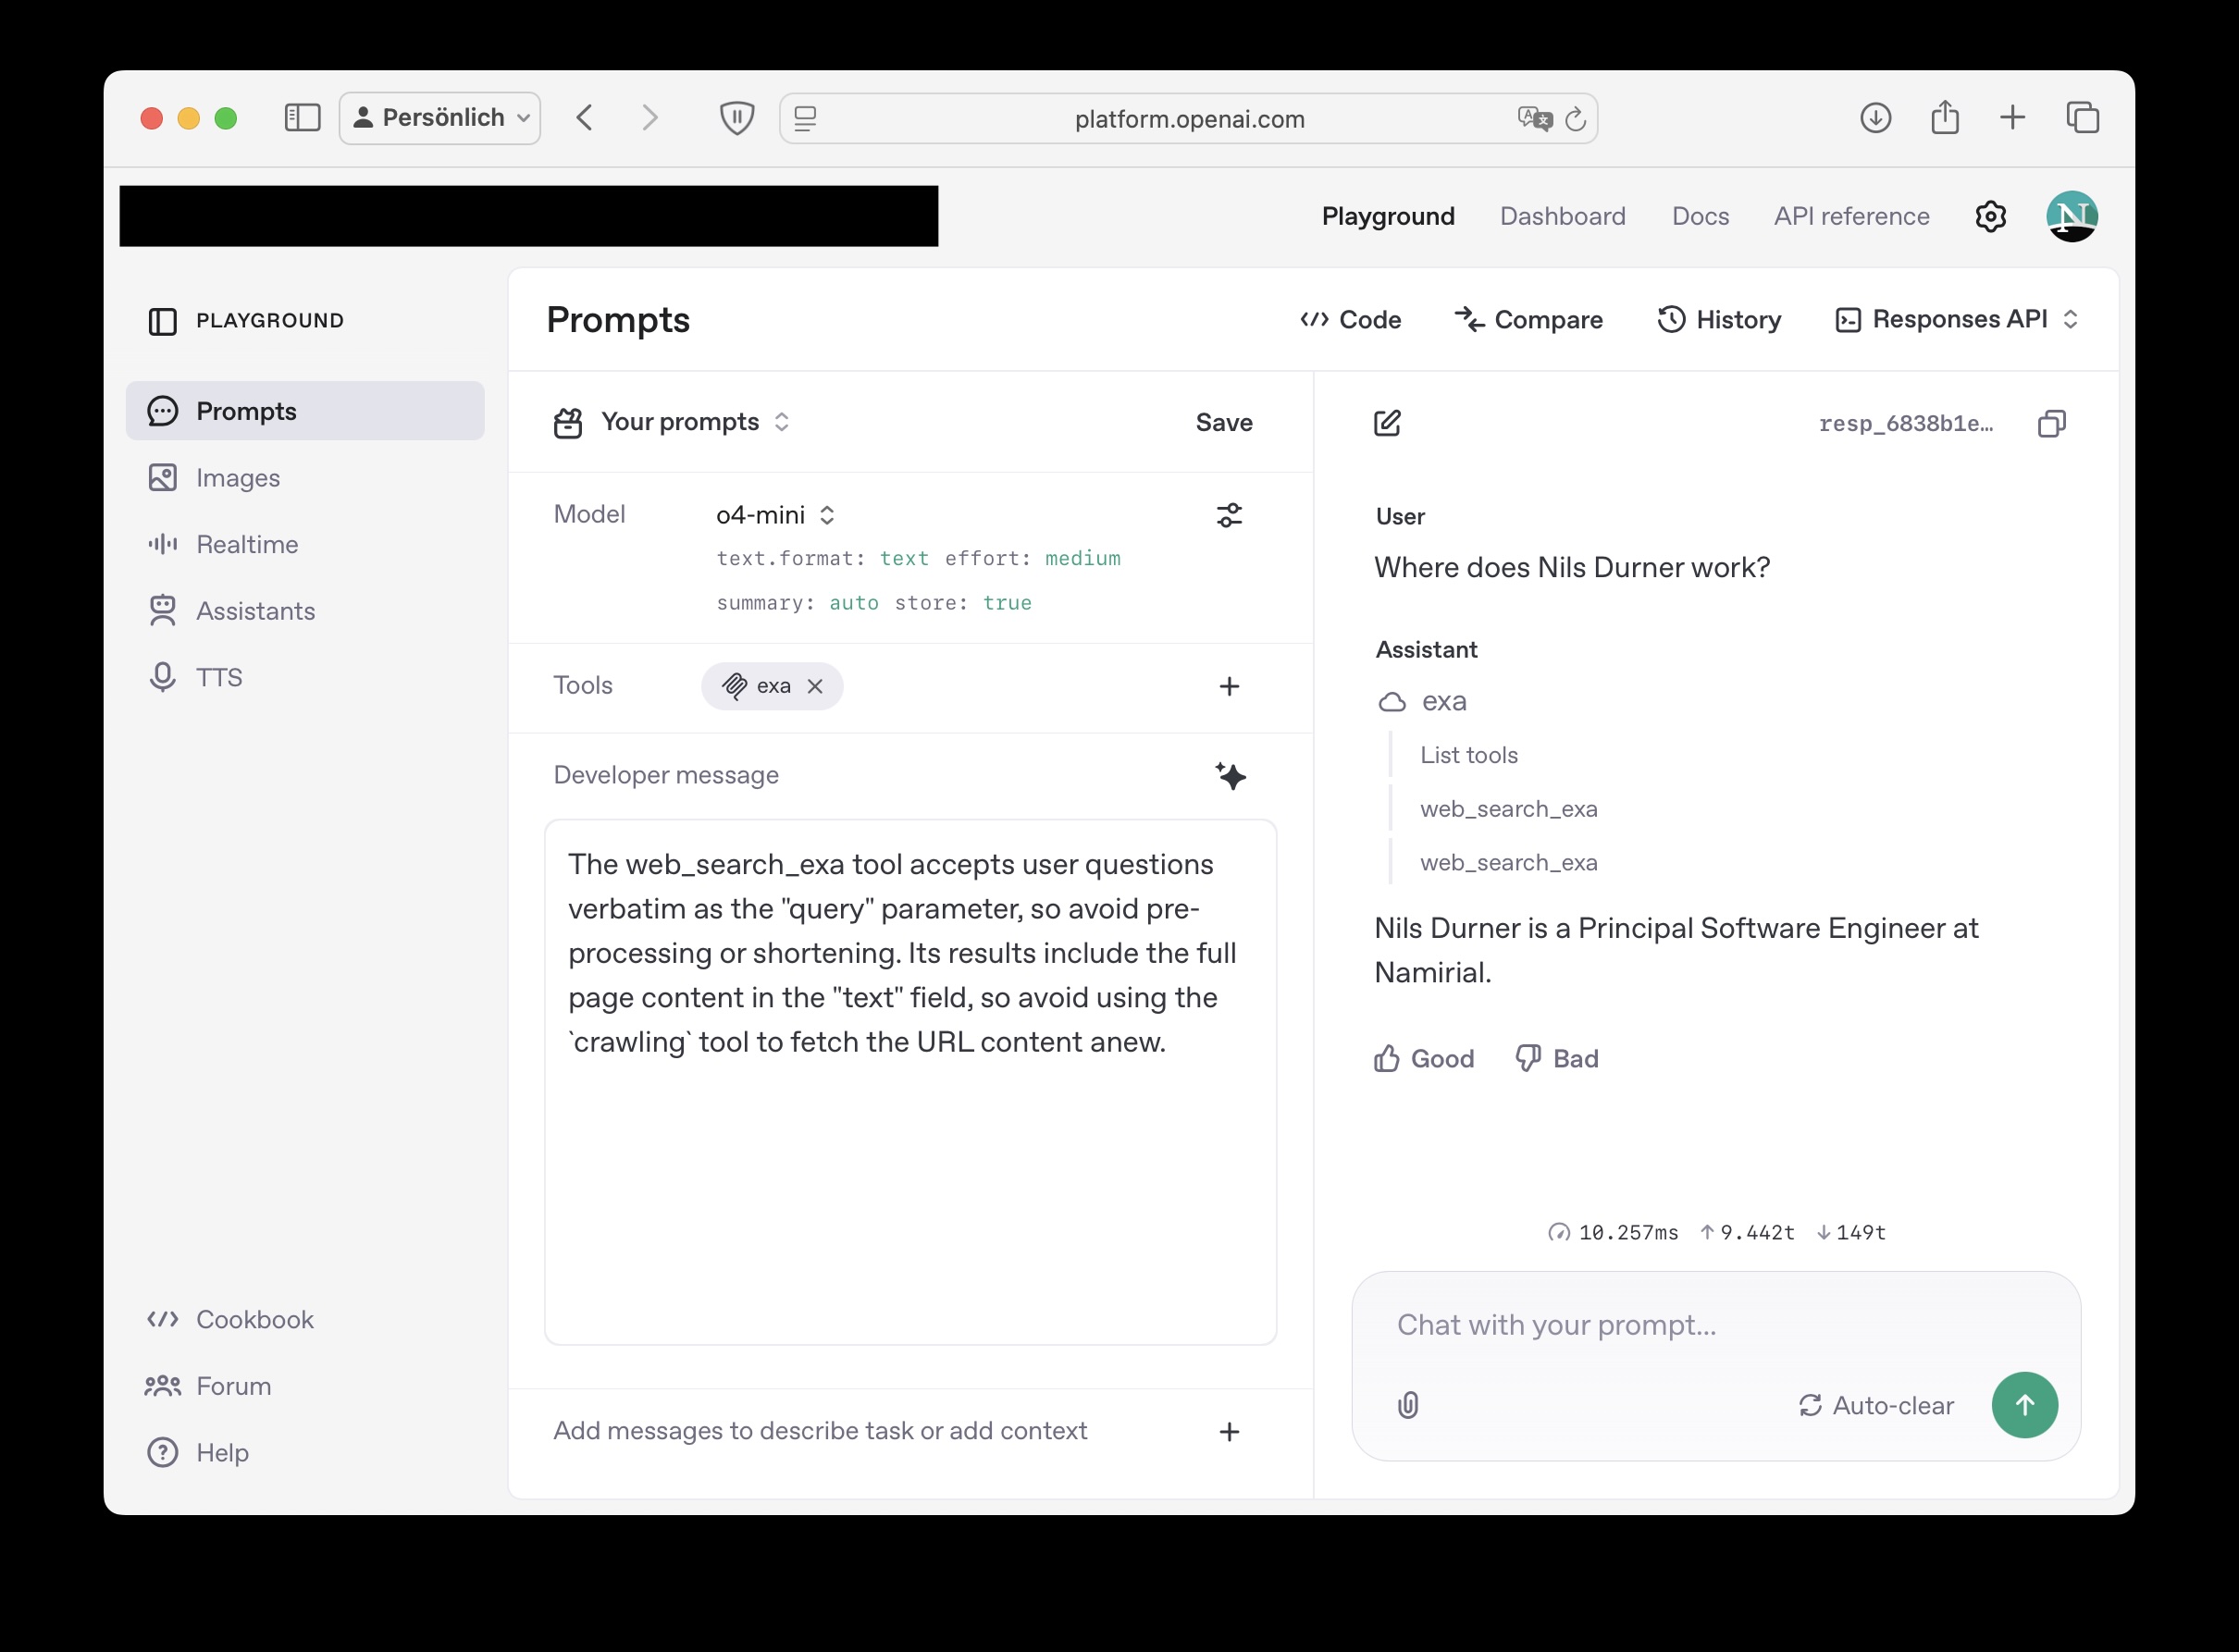 Persönlich
platform.openai.com
Playground
Dashboard
Docs
API reference
N
PLAYGROUND
Prompts
Images
Realtime
Assistants
TTS
Cookbook
Forum
Help
Prompts
Code
Compare
History
Responses API
Your prompts
Save
Model
o4-mini
text.format: text effort: medium
summary: auto store: true
Tools
exa
Developer message
The web_search_exa tool accepts user questions
verbatim as the "query" parameter, so avoid pre-
processing or shortening. Its results include the full
page content in the "text" field, so avoid using the
`crawling` tool to fetch the URL content anew.
Add messages to describe task or add context
resp_6838b1e…
User
Where does Nils Durner work?
Assistant
exa
List tools
web_search_exa
web_search_exa
Nils Durner is a Principal Software Engineer at
Namirial.
Good
Bad
10.257ms ↑9.442t ↓149t
Chat with your prompt...
Auto-clear